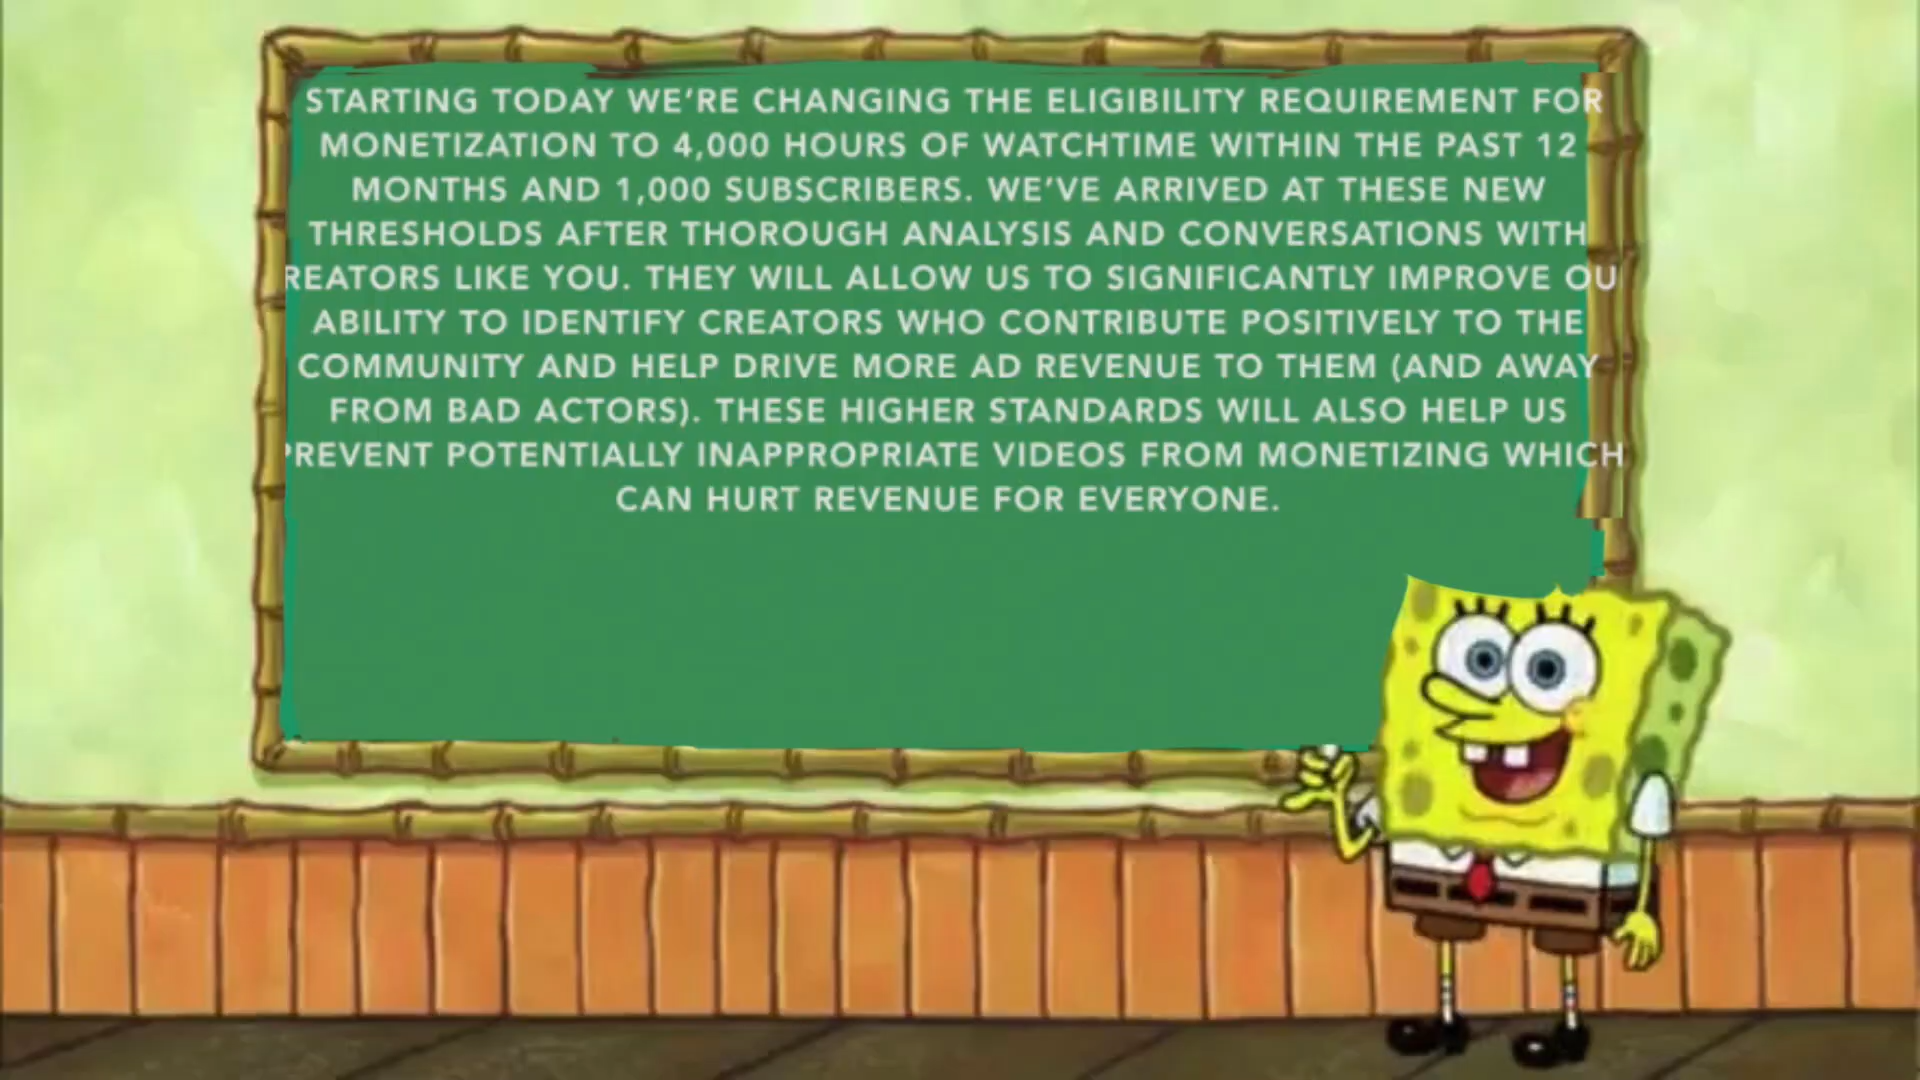 STARTING TODAY WE'RE CHANGING THE ELIGIBILITY REQUIREMENT FOR
MONETIZATION TO 4,000 HOURS OF WATCHTIME WITHIN THE PAST 12
MONTHS AND 1,000 SUBSCRIBERS. WE'VE ARRIVED AT THESE NEW
THRESHOLDS AFTER THOROUGH ANALYSIS AND CONVERSATIONS WITH
REATORS LIKE YOU. THEY WILL ALLOW US TO SIGNIFICANTLY IMPROVE OU
ABILITY TO IDENTIFY CREATORS WHO CONTRIBUTE POSITIVELY TO THE
COMMUNITY AND HELP DRIVE MORE AD REVENUE TO THEM (AND AWAY
FROM BAD ACTORS). THESE HIGHER STANDARDS WILL ALSO HELP US
PREVENT POTENTIALLY INAPPROPRIATE VIDEOS FROM MONETIZING WHICH
CAN HURT REVENUE FOR EVERYONE.